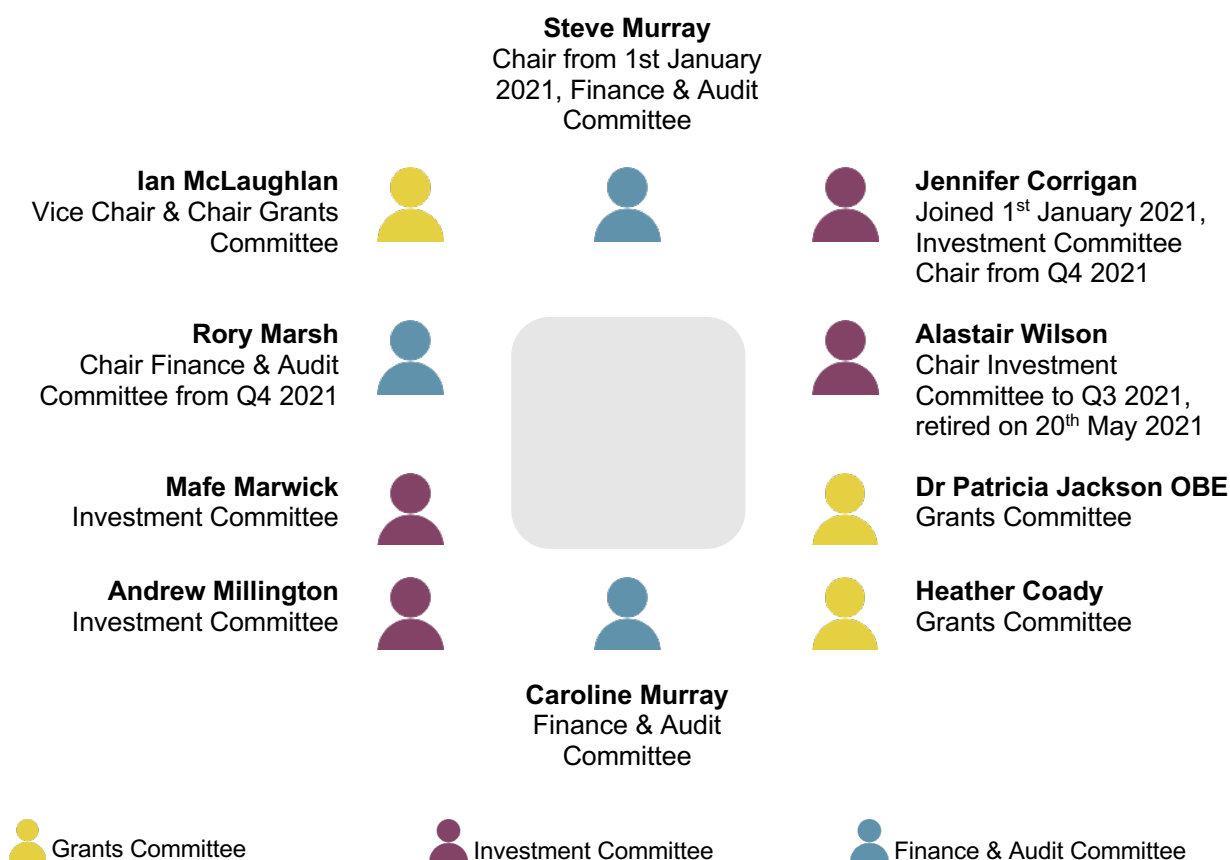 Steve Murray
Chair from 1st January
2021, Finance & Audit
Committee
Ian McLaughlan
Vice Chair & Chair Grants
Committee
Jennifer Corrigan
Joined 1st January 2021,
Investment Committee
Chair from Q4 2021
Rory Marsh
Chair Finance & Audit
Committee from Q4 2021
Alastair Wilson
Chair Investment
Committee to Q3 2021,
retired on 20th May 2021
Mafe Marwick
Investment Committee
Dr Patricia Jackson OBE
Grants Committee
Andrew Millington
Investment Committee
Heather Coady
Grants Committee
Caroline Murray
Finance & Audit
Committee
Grants Committee
Investment Committee
Finance & Audit Committee